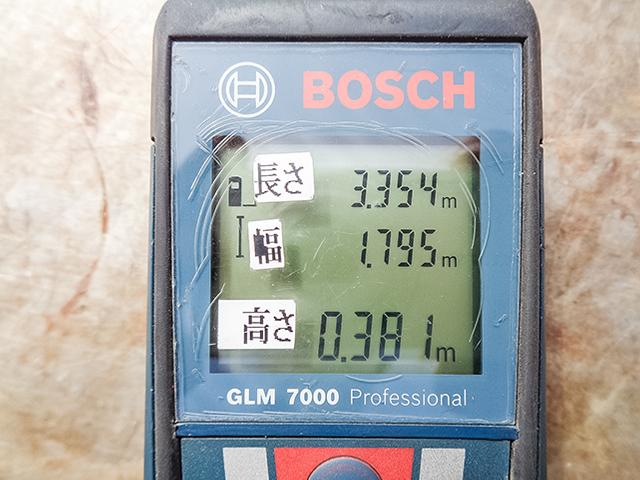 BOSCH
長さ 3.354m
幅 1.795m
高さ 0.381m
GLM 7000 Professional